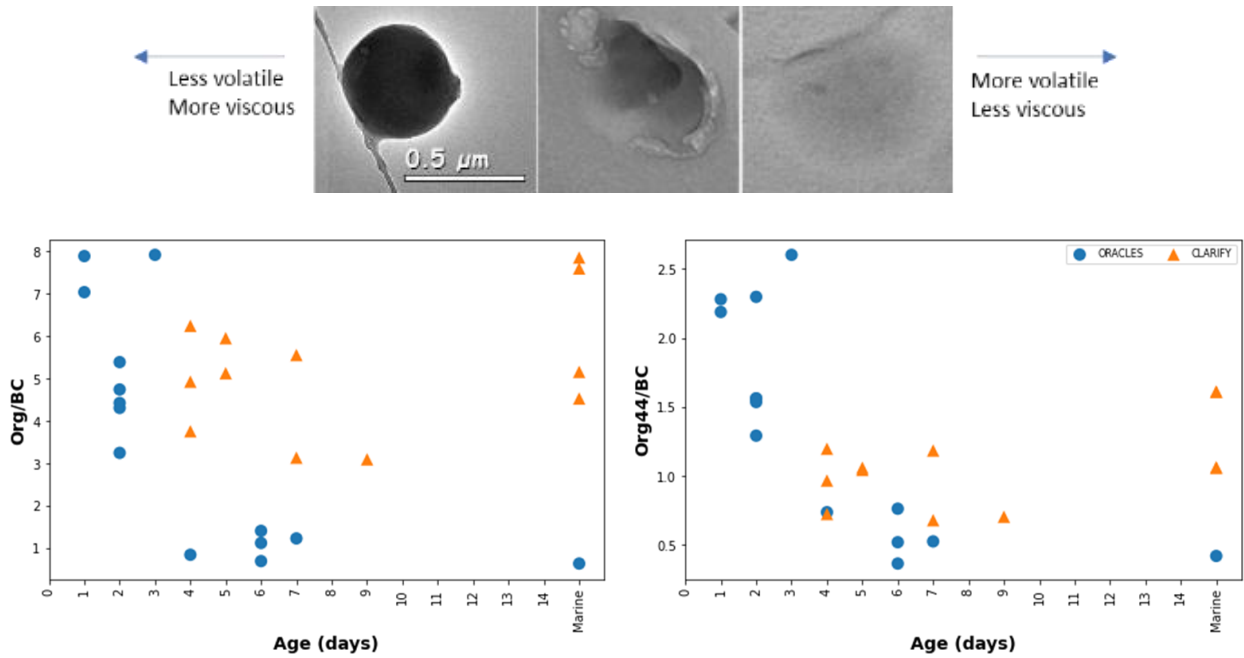 Less volatile
More viscous
0.5 μm
More volatile
Less viscous
8
7
6
5
4
3
2
1
Org/BC
0 1 2 3 4 5 6 7 8 9 10 11 12 13 14 Marine
Age (days)
ORACLES CLARIFY
2.5
2.0
1.5
1.0
0.5
Org44/BC
0 1 2 3 4 5 6 7 8 9 10 11 12 13 14 Marine
Age (days)